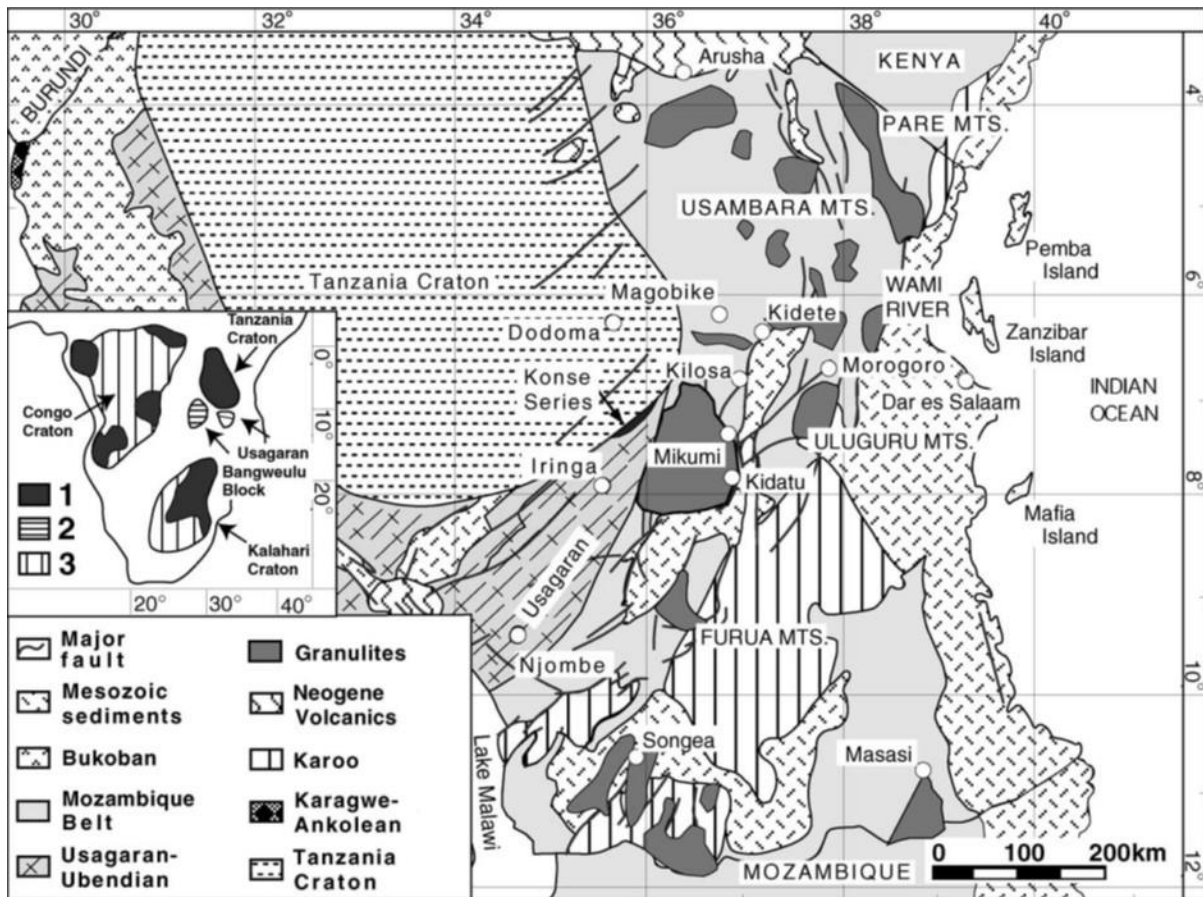 30°
32°
34°
36°
38°
40°
BURUNDI
Arusha
KENYA
4°
PARE MTS.
USAMBARA MTS.
Pemba
Island
Tanzania Craton
Magobike
Kidete
WAMI
RIVER
6°
Dodoma
Zanzibar
Island
Konse
Series
Kilosa
Morogoro
Dar es Salaam
INDIAN
OCEAN
Iringa
Mikumi
ULUGURU MTS.
Kidatu
8°
Mafia
Island
Usagaran
FURUA MTS.
Njombe
10°
Songea
Masasi
Lake Malawi
MOZAMBIQUE
12°
0 100 200km
Tanzania
Craton
0°
Congo
Craton
10°
Usagaran
Bangweulu
Block
20°
1
2
3
Kalahari
Craton
20° 30° 40°
Major
fault
Granulites
Mesozoic
sediments
Neogene
Volcanics
Bukoban
Karoo
Mozambique
Belt
Karagwe-
Ankolean
Usagaran-
Ubendian
Tanzania
Craton